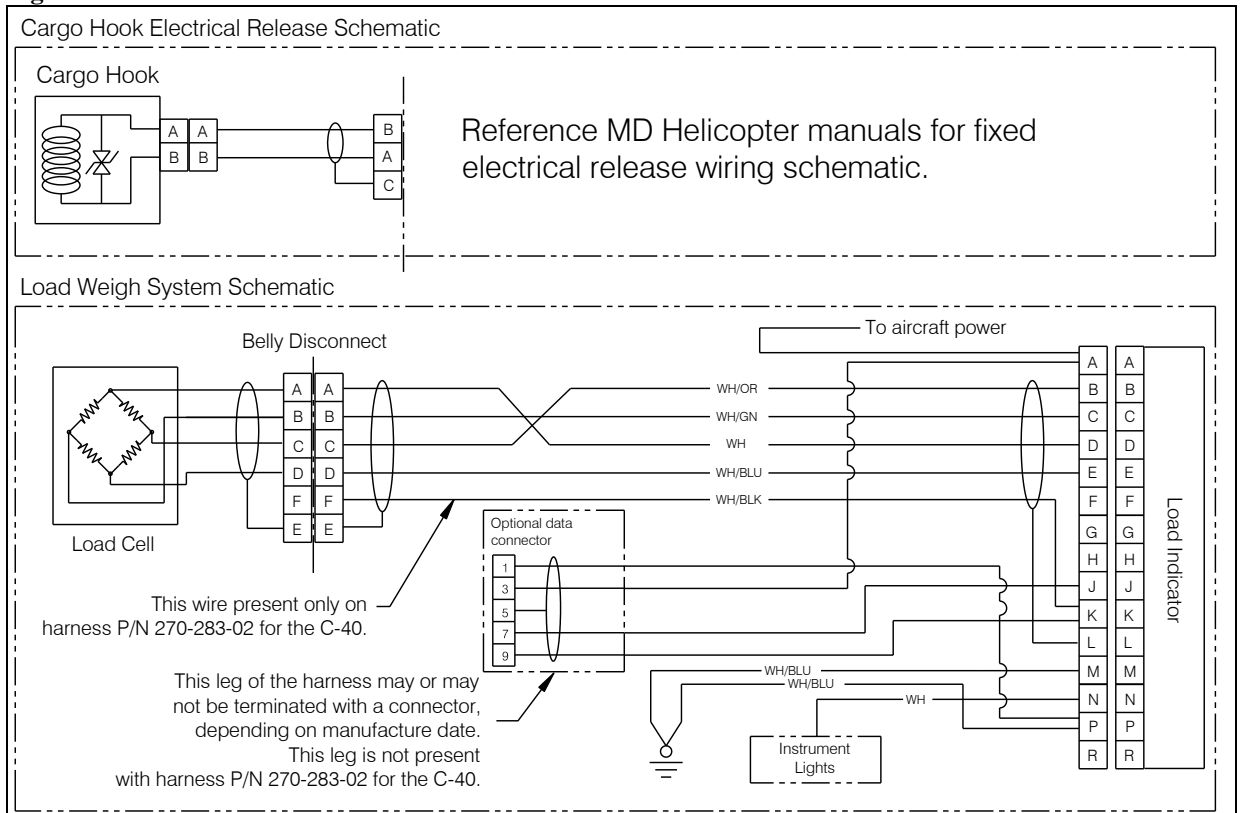 Cargo Hook Electrical Release Schematic
Cargo Hook
A A
B B
B
A
C
Reference MD Helicopter manuals for fixed
electrical release wiring schematic.
Load Weigh System Schematic
Belly Disconnect
To aircraft power
Load Cell
A A
B B
C C
D D
F F
E E
WH/OR
WH/GN
WH
WH/BLU
WH/BLK
Optional data
connector
1
3
5
7
9
This wire present only on
harness P/N 270-283-02 for the C-40.
This leg of the harness may or may
not be terminated with a connector,
depending on manufacture date.
This leg is not present
with harness P/N 270-283-02 for the C-40.
WH/BLU
WH/BLU
WH
Instrument
Lights
A A
B B
C C
D D
E E
F F
G G
H H
J J
K K
L L
M M
N N
P P
R R
Load Indicator